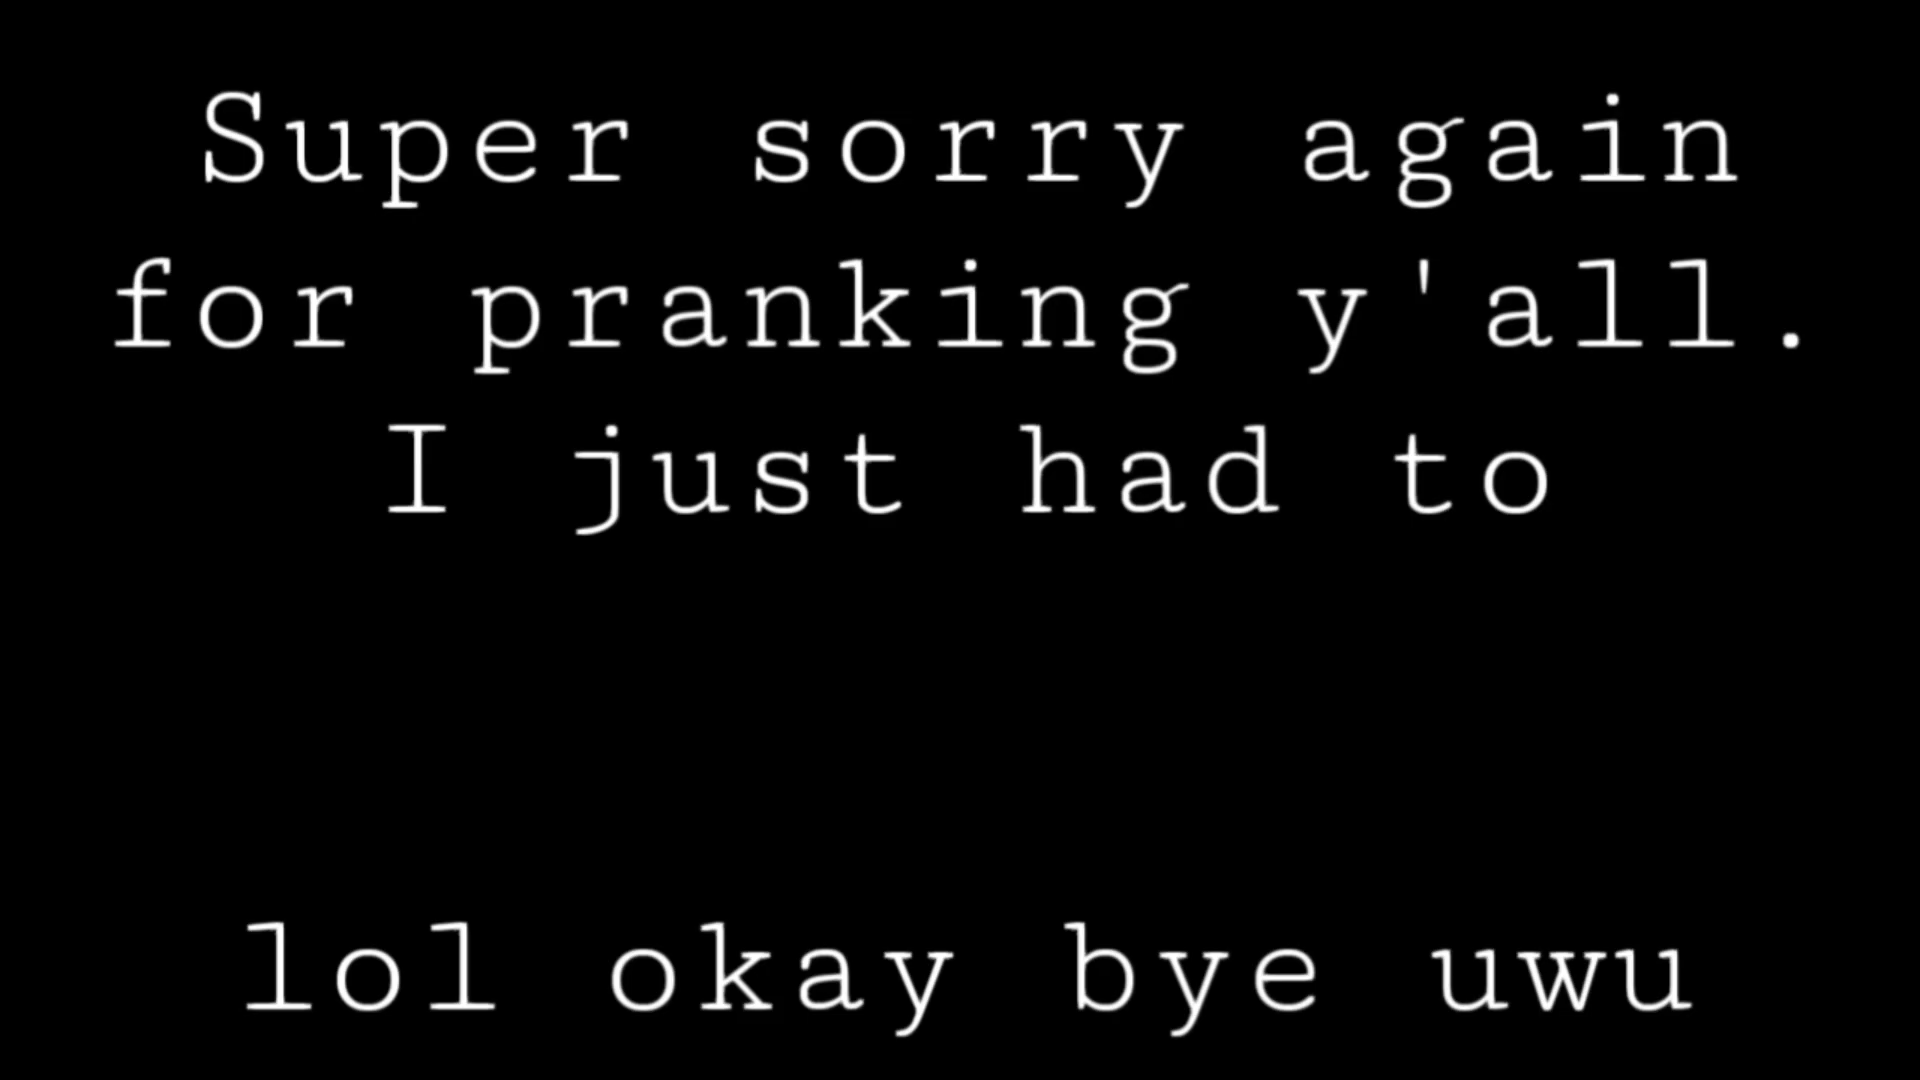 Super sorry again
for pranking y'all.
I just had to
lol okay bye uwu